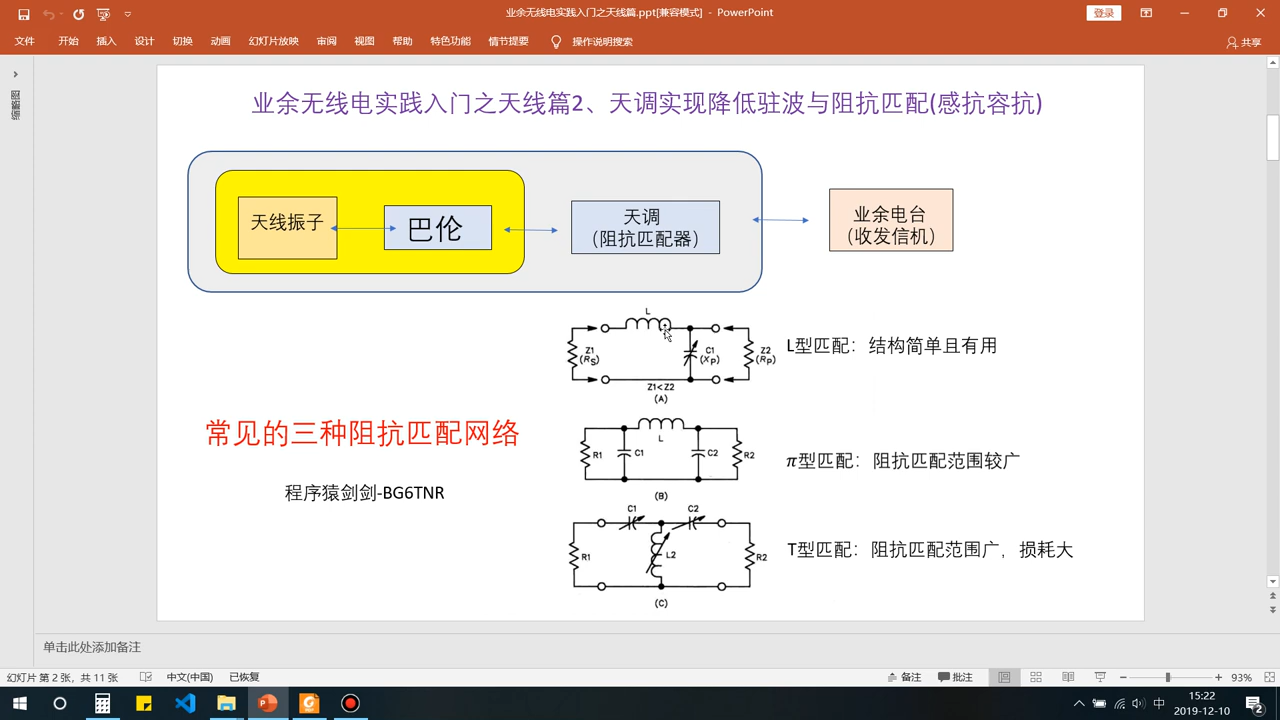 业余无线电实践入门之天线篇.ppt[兼容模式] - PowerPoint
登录
文件 开始 插入 设计 切换 动画 幻灯片放映 审阅 视图 帮助 特色功能 情节提要 操作说明搜索 共享
缩略图
业余无线电实践入门之天线篇2、天调实现降低驻波与阻抗匹配(感抗容抗)
天线振子
巴伦
天调
(阻抗匹配器)
业余电台
(收发信机)
L
Z1
(RS)
C1
(XP)
Z2
(RP)
Z1<Z2
(A)
L型匹配：结构简单且有用
常见的三种阻抗匹配网络
R1
C1
L
C2
R2
(B)
π型匹配：阻抗匹配范围较广
程序猿剑剑-BG6TNR
C1
C2
R1
L2
R2
(C)
T型匹配：阻抗匹配范围广，损耗大
单击此处添加备注
幻灯片 第 2 张，共 11 张 中文(中国) 已恢复 备注 批注 93%
中
15:22
2019-12-10
2